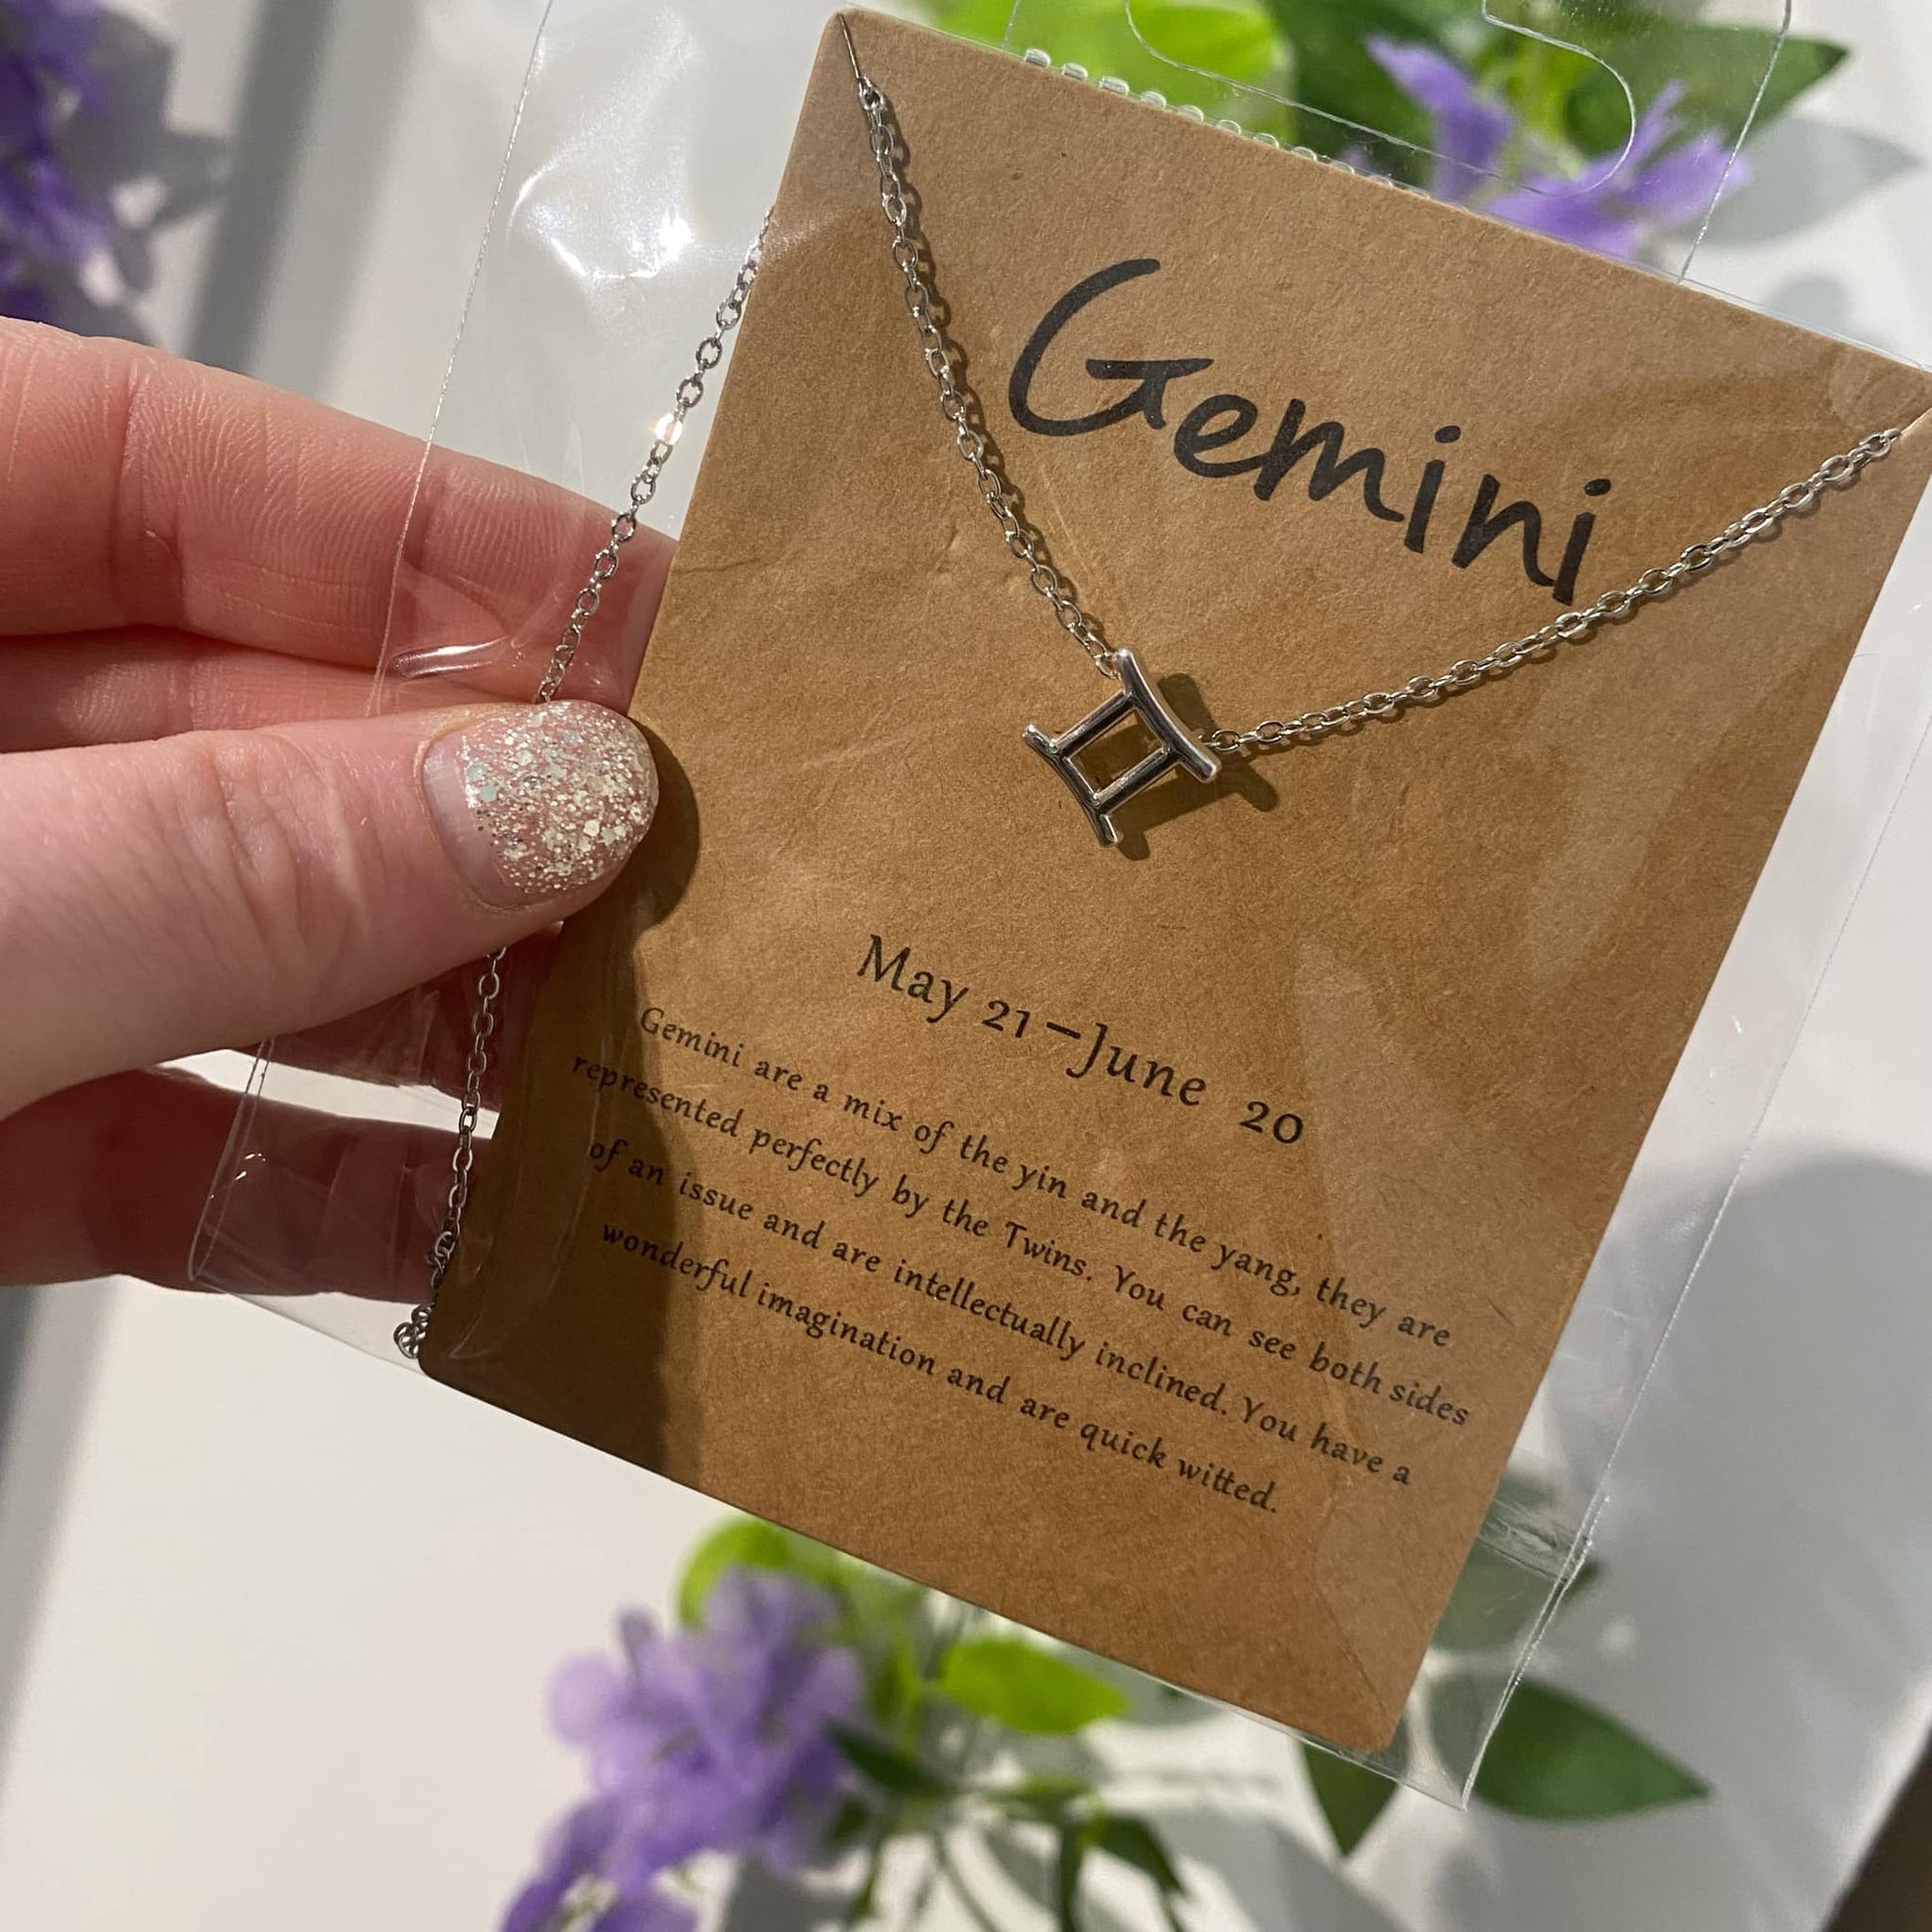 Gemini
May 21-June 20
Gemini are a mix of the yin and the yang, they are
represented perfectly by the Twins. You can see both sides
of an issue and are intellectually inclined. You have a
wonderful imagination and are quick witted.